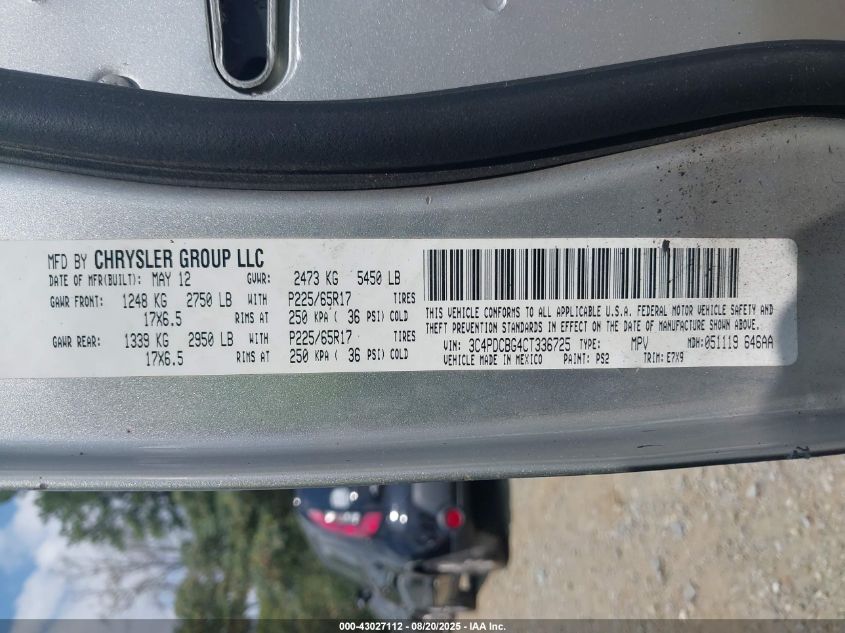 MFD BY CHRYSLER GROUP LLC
DATE OF MFR(BUILT): MAY 12 GVWR: 2473 KG 5450 LB
GAWR FRONT: 1248 KG 2750 LB WITH P225/65R17 TIRES
17X6.5 RIMS AT 250 KPA ( 36 PSI) COLD
GAWR REAR: 1339 KG 2950 LB WITH P225/65R17 TIRES
17X6.5 RIMS AT 250 KPA ( 36 PSI) COLD
THIS VEHICLE CONFORMS TO ALL APPLICABLE U.S.A. FEDERAL MOTOR VEHICLE SAFETY AND
THEFT PREVENTION STANDARDS IN EFFECT ON THE DATE OF MANUFACTURE SHOWN ABOVE.
VIN: 3C4PDCBG4CT336725 TYPE: MPV MDH: 051119 646AA
VEHICLE MADE IN MEXICO PAINT: PS2 TRIM: E7X9
000-43027112 - 08/20/2025 - IAA Inc.